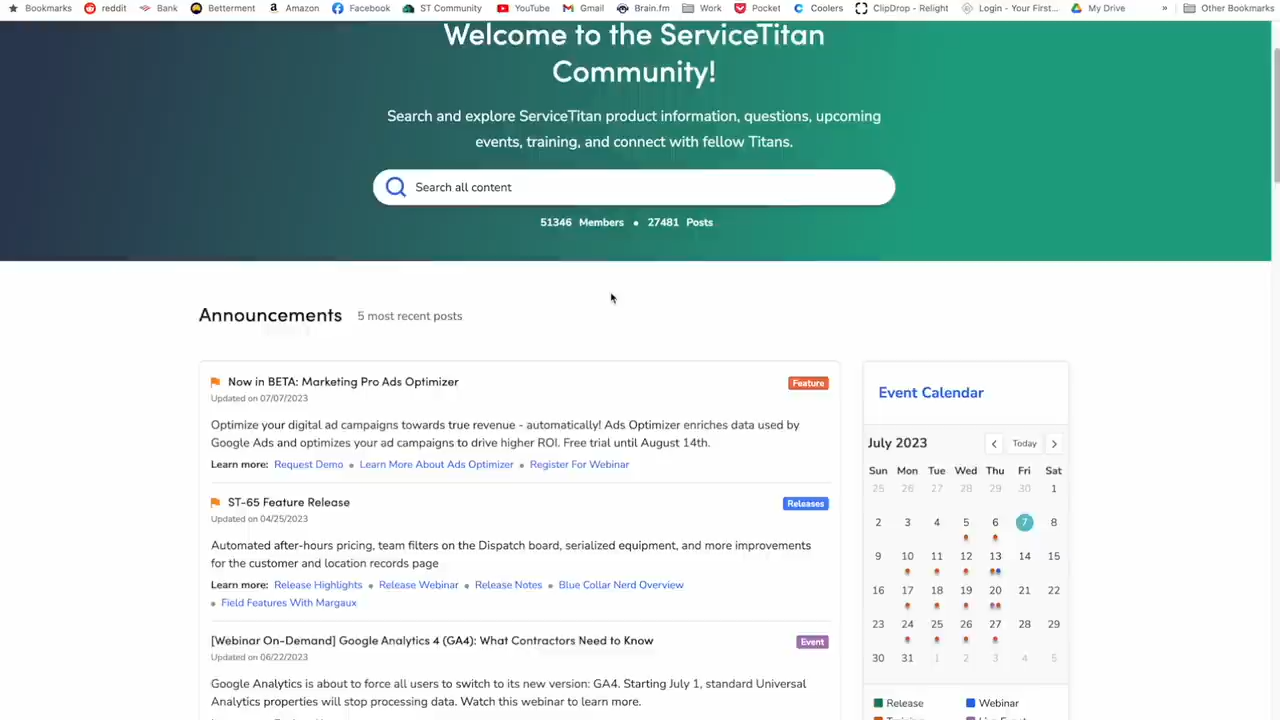 Bookmarks reddit Bank Betterment Amazon Facebook ST Community YouTube Gmail Brain.fm Work Pocket Coolers ClipDrop - Relight Login - Your First... My Drive » Other Bookmarks
Welcome to the ServiceTitan
Community!
Search and explore ServiceTitan product information, questions, upcoming
events, training, and connect with fellow Titans.
Search all content
51346 Members • 27481 Posts
Announcements 5 most recent posts
Now in BETA: Marketing Pro Ads Optimizer Feature
Updated on 07/07/2023
Optimize your digital ad campaigns towards true revenue - automatically! Ads Optimizer enriches data used by
Google Ads and optimizes your ad campaigns to drive higher ROI. Free trial until August 14th.
Learn more: Request Demo • Learn More About Ads Optimizer • Register For Webinar
ST-65 Feature Release Releases
Updated on 04/25/2023
Automated after-hours pricing, team filters on the Dispatch board, serialized equipment, and more improvements
for the customer and location records page
Learn more: Release Highlights • Release Webinar • Release Notes • Blue Collar Nerd Overview
• Field Features With Margaux
[Webinar On-Demand] Google Analytics 4 (GA4): What Contractors Need to Know Event
Updated on 06/22/2023
Google Analytics is about to force all users to switch to its new version: GA4. Starting July 1, standard Universal
Analytics properties will stop processing data. Watch this webinar to learn more.
Event Calendar
July 2023 Today
Sun Mon Tue Wed Thu Fri Sat
25 26 27 28 29 30 1
2 3 4 5 6 7 8
9 10 11 12 13 14 15
16 17 18 19 20 21 22
23 24 25 26 27 28 29
30 31 1 2 3 4 5
Release Webinar